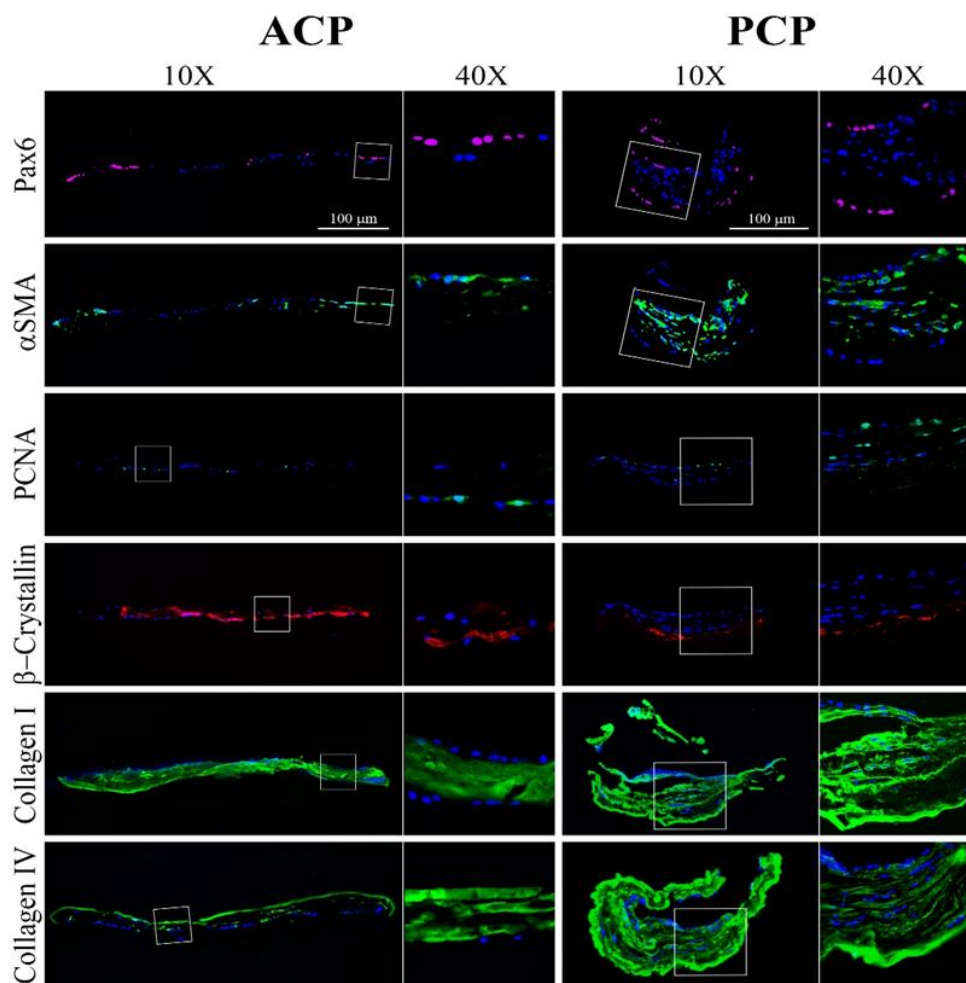 ACP PCP
10X 40X 10X 40X
Pax6
100 μm 100 μm
αSMA
PCNA
β–Crystallin
Collagen I
Collagen IV